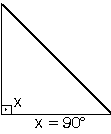 x
x = 90°